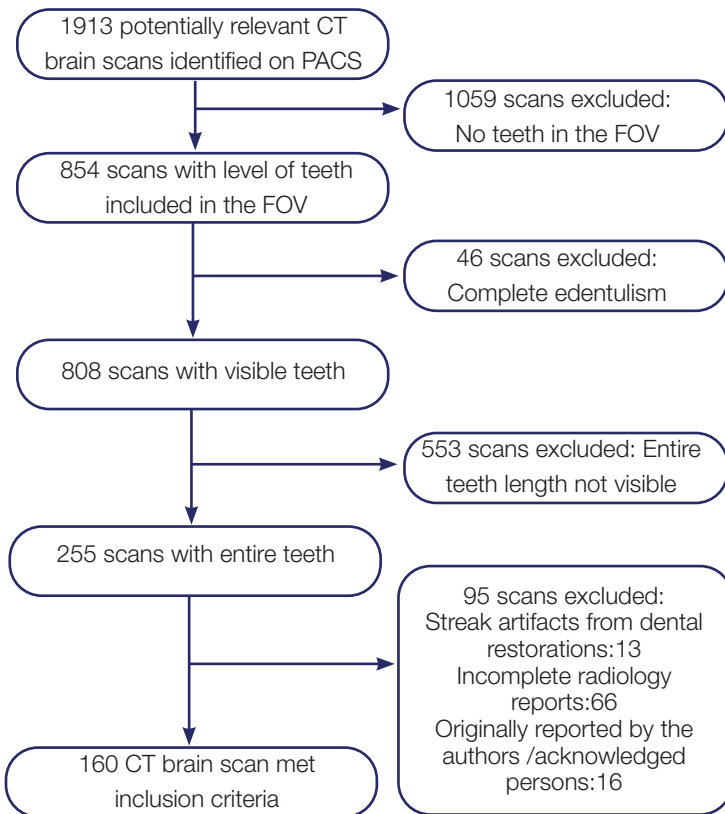 1913 potentially relevant CT
brain scans identified on PACS
1059 scans excluded:
No teeth in the FOV
854 scans with level of teeth
included in the FOV
46 scans excluded:
Complete edentulism
808 scans with visible teeth
553 scans excluded: Entire
teeth length not visible
255 scans with entire teeth
95 scans excluded:
Streak artifacts from dental
restorations:13
Incomplete radiology
reports:66
Originally reported by the
authors /acknowledged
persons:16
160 CT brain scan met
inclusion criteria